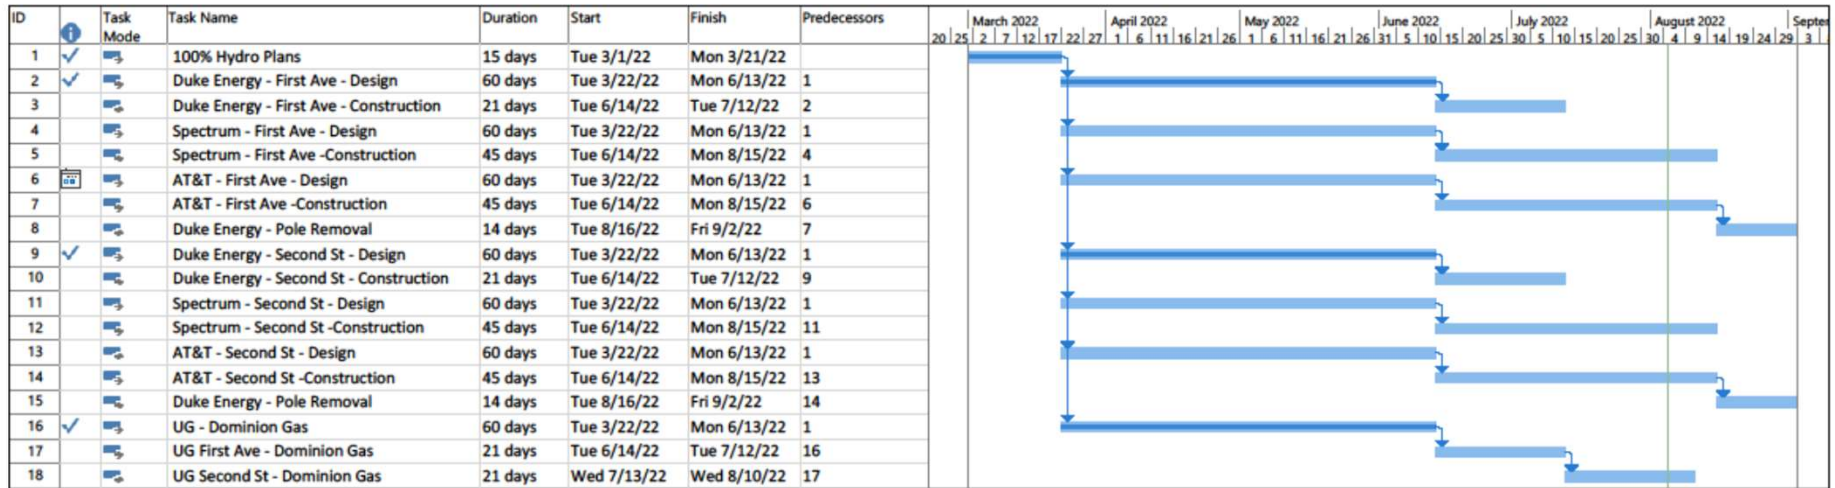 ID Task Mode Task Name Duration Start Finish Predecessors
March 2022 April 2022 May 2022 June 2022 July 2022 August 2022 Septer
20 25 2 7 12 17 22 27 1 6 11 16 21 26 1 6 11 16 21 26 31 5 10 15 20 25 30 5 10 15 20 25 30 4 9 14 19 24 29 3
1 100% Hydro Plans 15 days Tue 3/1/22 Mon 3/21/22
2 Duke Energy - First Ave - Design 60 days Tue 3/22/22 Mon 6/13/22 1
3 Duke Energy - First Ave - Construction 21 days Tue 6/14/22 Tue 7/12/22 2
4 Spectrum - First Ave - Design 60 days Tue 3/22/22 Mon 6/13/22 1
5 Spectrum - First Ave -Construction 45 days Tue 6/14/22 Mon 8/15/22 4
6 AT&T - First Ave - Design 60 days Tue 3/22/22 Mon 6/13/22 1
7 AT&T - First Ave -Construction 45 days Tue 6/14/22 Mon 8/15/22 6
8 Duke Energy - Pole Removal 14 days Tue 8/16/22 Fri 9/2/22 7
9 Duke Energy - Second St - Design 60 days Tue 3/22/22 Mon 6/13/22 1
10 Duke Energy - Second St - Construction 21 days Tue 6/14/22 Tue 7/12/22 9
11 Spectrum - Second St - Design 60 days Tue 3/22/22 Mon 6/13/22 1
12 Spectrum - Second St -Construction 45 days Tue 6/14/22 Mon 8/15/22 11
13 AT&T - Second St - Design 60 days Tue 3/22/22 Mon 6/13/22 1
14 AT&T - Second St -Construction 45 days Tue 6/14/22 Mon 8/15/22 13
15 Duke Energy - Pole Removal 14 days Tue 8/16/22 Fri 9/2/22 14
16 UG - Dominion Gas 60 days Tue 3/22/22 Mon 6/13/22 1
17 UG First Ave - Dominion Gas 21 days Tue 6/14/22 Tue 7/12/22 16
18 UG Second St - Dominion Gas 21 days Wed 7/13/22 Wed 8/10/22 17